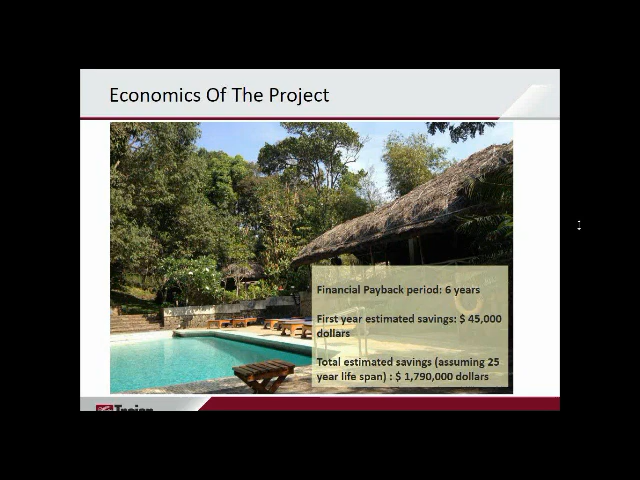 Economics Of The Project
Financial Payback period: 6 years
First year estimated savings: $ 45,000
dollars
Total estimated savings (assuming 25
year life span) : $ 1,790,000 dollars
Trojan